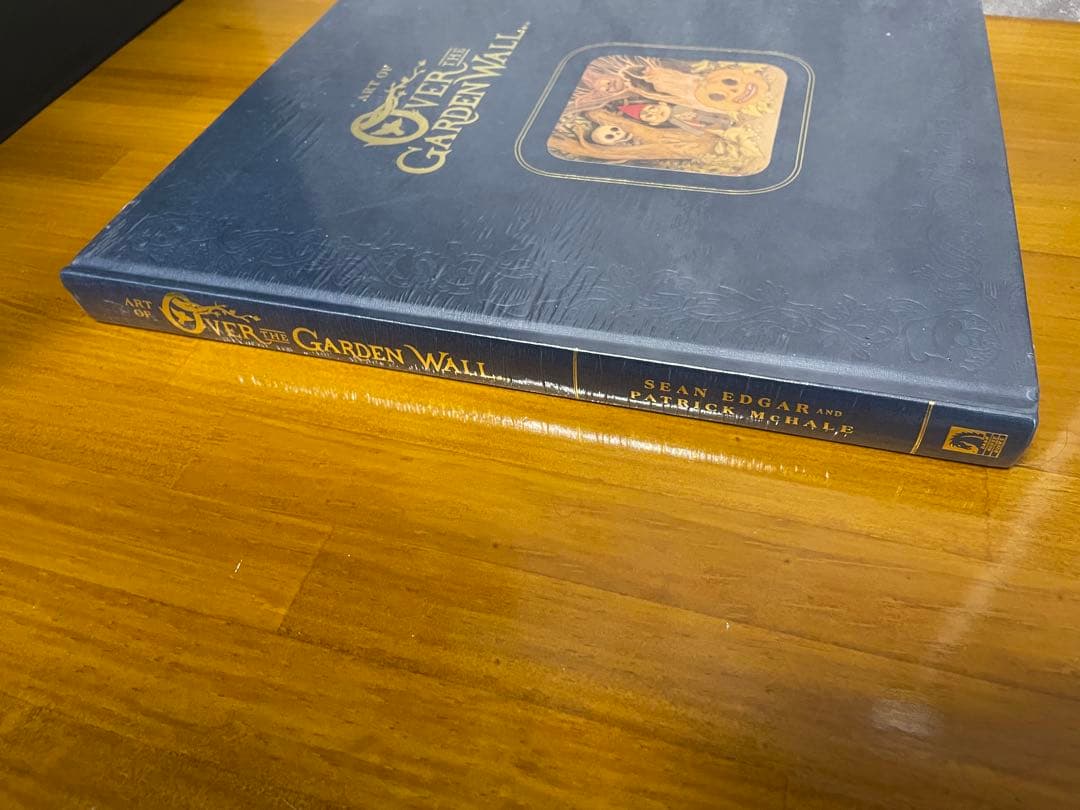 ART OF
OVER THE
GARDEN WALL
ART
OF
OVER THE GARDEN WALL
SEAN EDGAR AND
PATRICK McHALE